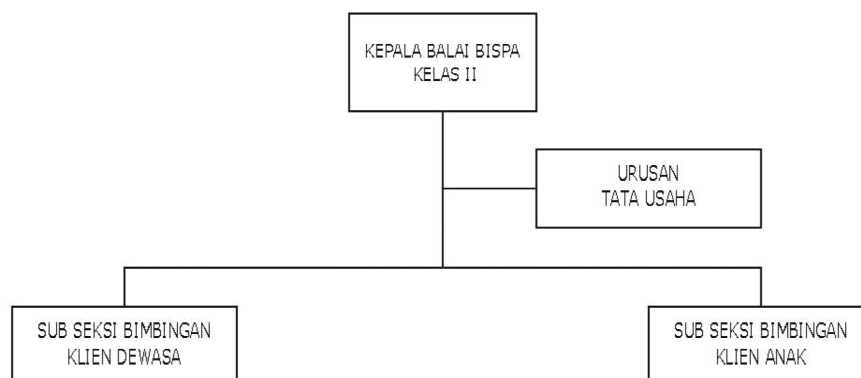 KEPALA BALAI BISPA
KELAS II
URUSAN
TATA USAHA
SUB SEKSI BIMBINGAN
KLIEN DEWASA
SUB SEKSI BIMBINGAN
KLIEN ANAK